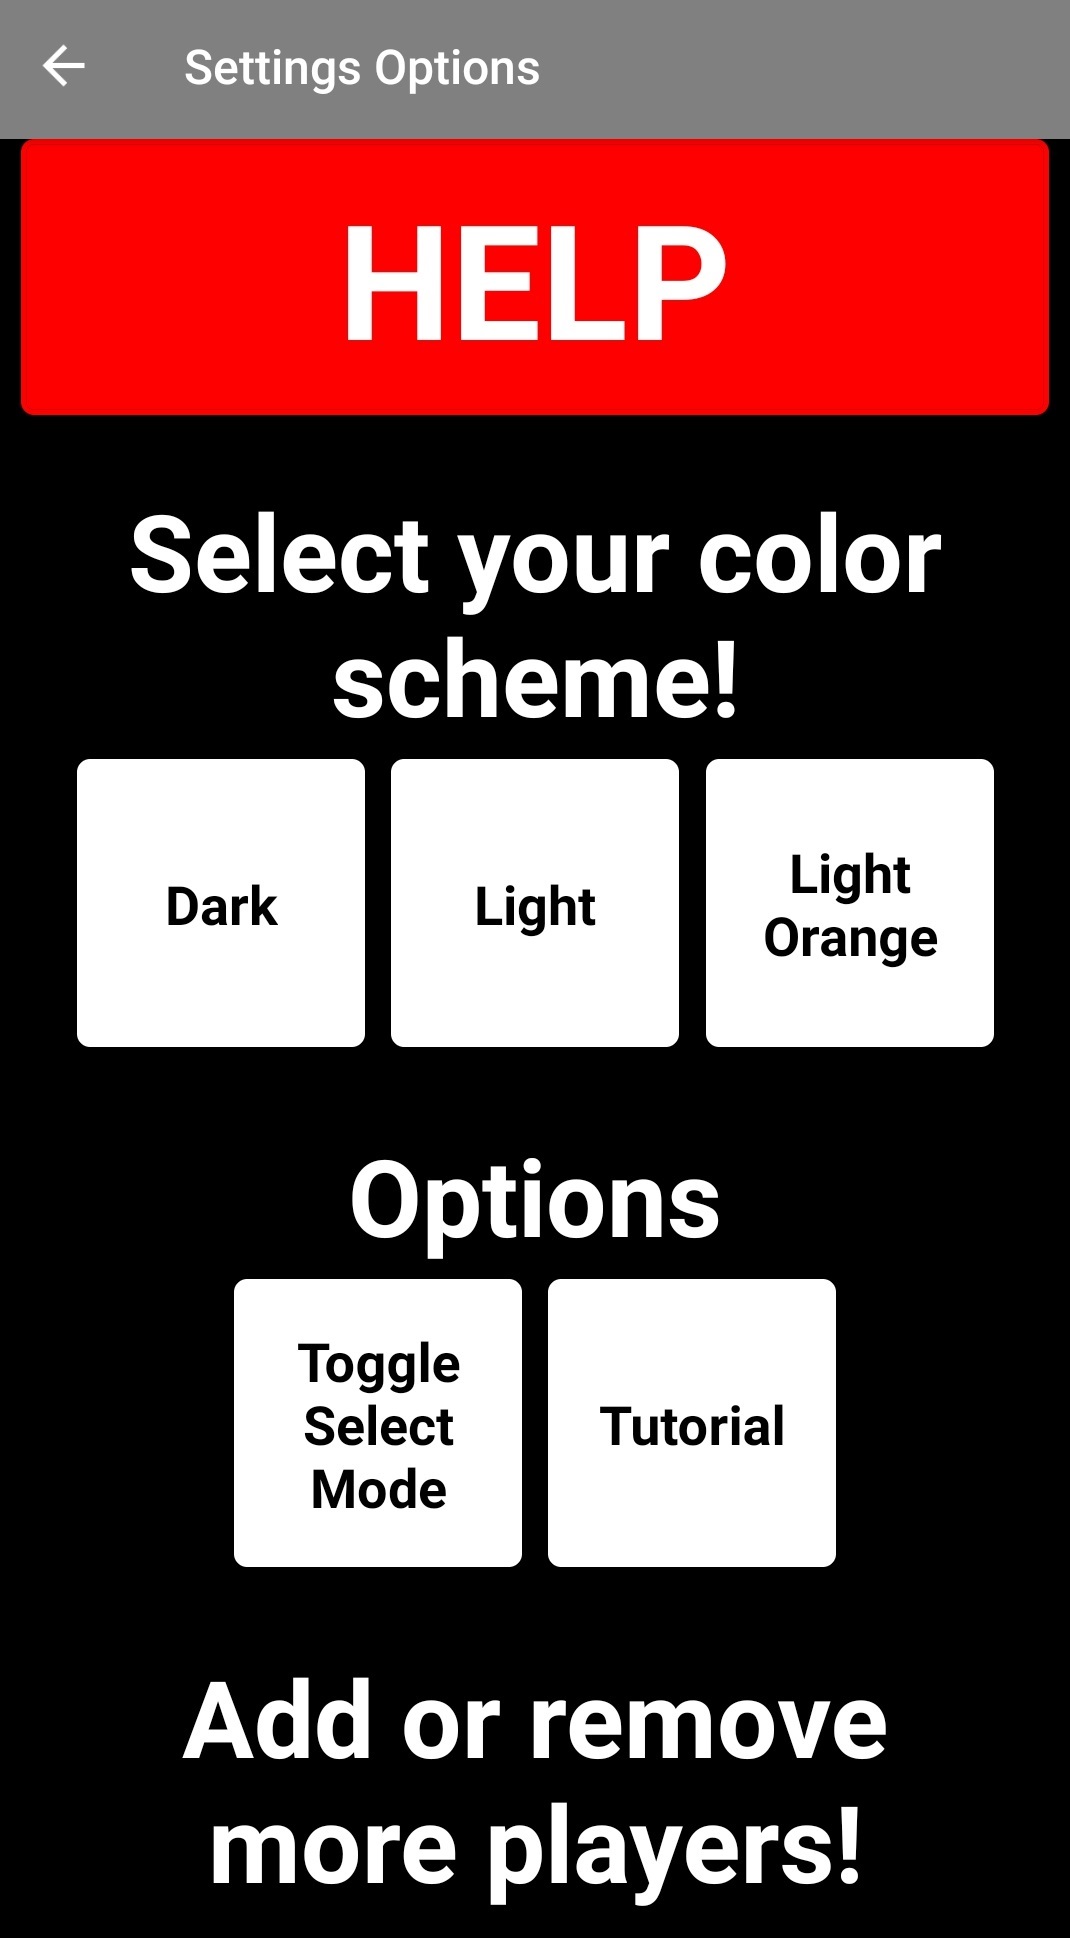 Settings Options
HELP
Select your color
scheme!
Dark
Light
Light
Orange
Options
Toggle
Select
Mode
Tutorial
Add or remove
more players!